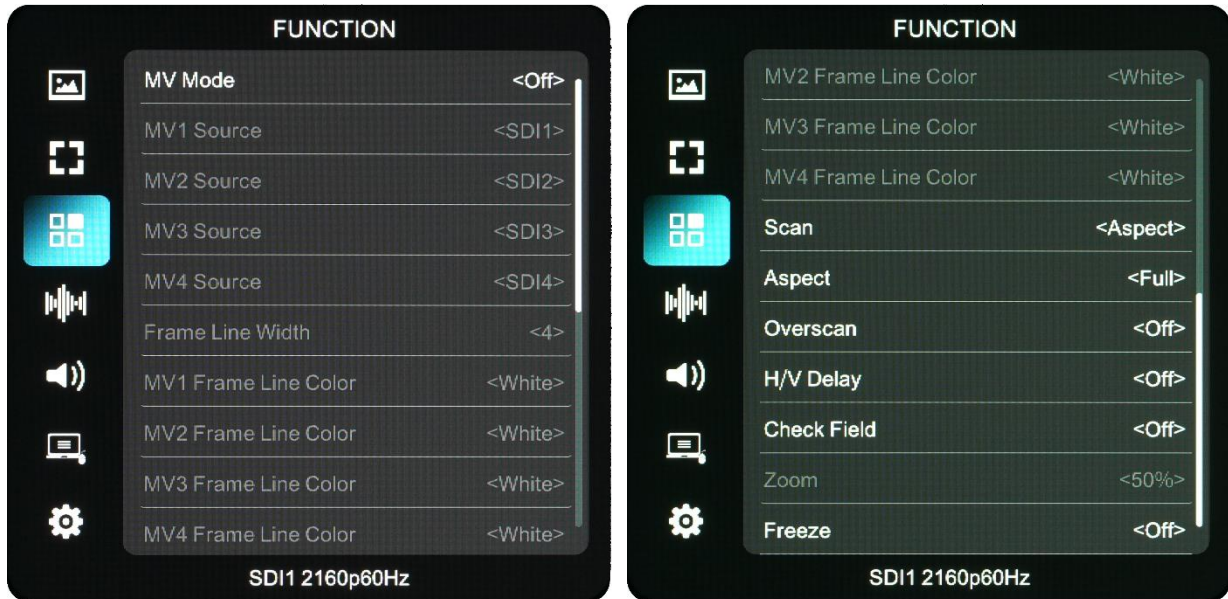 FUNCTION
MV Mode <Off>
MV1 Source <SDI1>
MV2 Source <SDI2>
MV3 Source <SDI3>
MV4 Source <SDI4>
Frame Line Width <4>
MV1 Frame Line Color <White>
MV2 Frame Line Color <White>
MV3 Frame Line Color <White>
MV4 Frame Line Color <White>
SDI1 2160p60Hz
FUNCTION
MV2 Frame Line Color <White>
MV3 Frame Line Color <White>
MV4 Frame Line Color <White>
Scan <Aspect>
Aspect <Full>
Overscan <Off>
H/V Delay <Off>
Check Field <Off>
Zoom <50%>
Freeze <Off>
SDI1 2160p60Hz